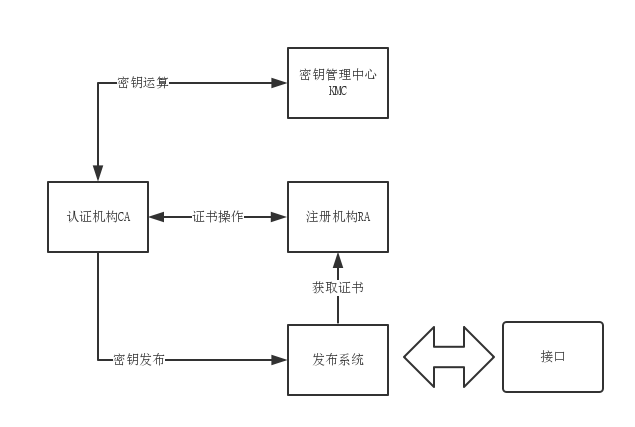 密钥管理中心
KMC
密钥运算
认证机构CA
证书操作
注册机构RA
获取证书
密钥发布
发布系统
接口